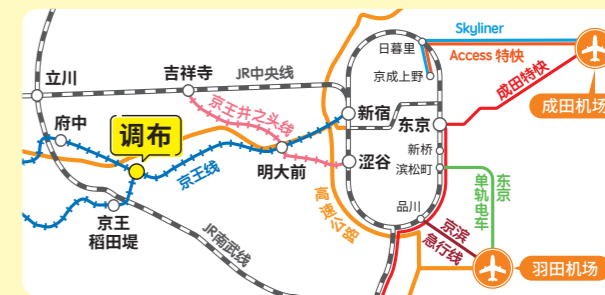 Skyliner
日暮里
Access 特快
京成上野
成田特快
成田机场
立川
吉祥寺
JR中央线
京王井之头线
新宿
东京
府中
调布
新桥
京王线
明大前
涩谷
滨松町
东京
单轨电车
高速公路
品川
京滨
急行线
京王
稻田堤
JR南武线
羽田机场